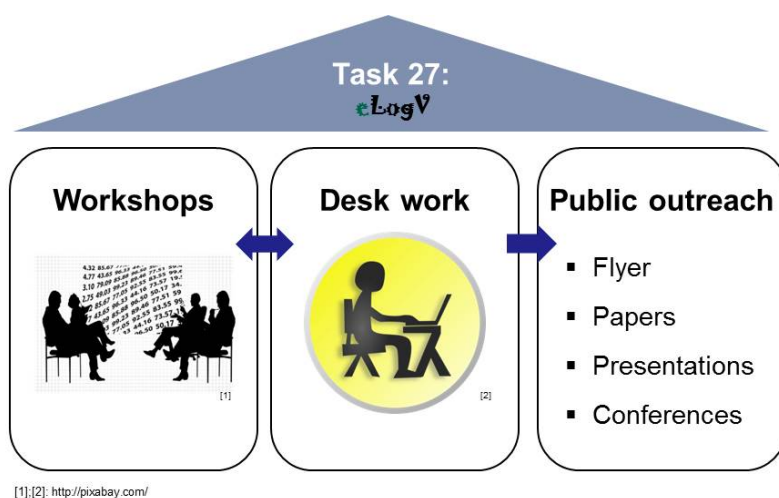 Task 27:
eLogV
Workshops
Desk work
Public outreach
[1]
[2]
▪ Flyer
▪ Papers
▪ Presentations
▪ Conferences
[1];[2]: http://pixabay.com/